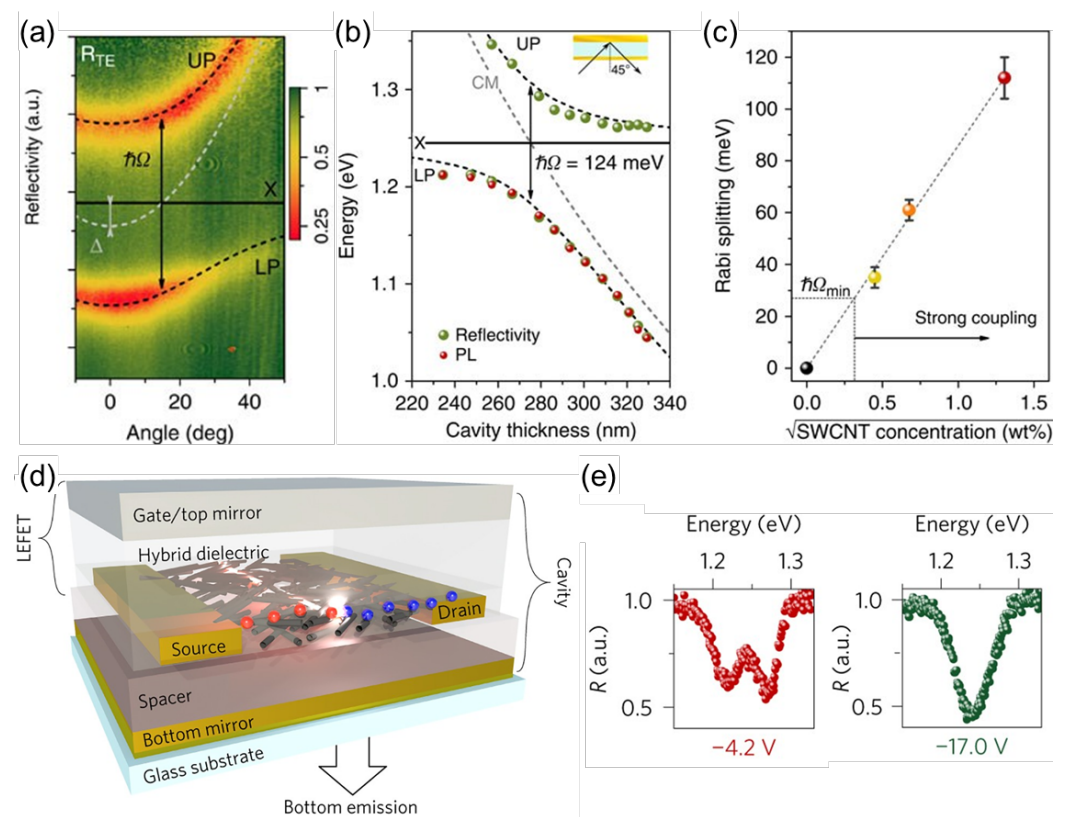 (a)
R_TE
UP
ħΩ
X
Δ
LP
Reflectivity (a.u.)
1
0.5
0.25
0
20
40
Angle (deg)
(b)
UP
CM
45°
X
LP
ħΩ = 124 meV
Reflectivity
PL
Energy (eV)
1.3
1.2
1.1
1.0
220 240 260 280 300 320 340
Cavity thickness (nm)
(c)
Rabi splitting (meV)
120
100
80
60
40
20
0
ħΩmin
Strong coupling
0.0 0.5 1.0 1.5
√SWCNT concentration (wt%)
(d)
LEFET
Gate/top mirror
Hybrid dielectric
Cavity
Drain
Source
Spacer
Bottom mirror
Glass substrate
Bottom emission
(e)
Energy (eV)
1.2 1.3
R (a.u.)
1.0
0.5
−4.2 V
Energy (eV)
1.2 1.3
R (a.u.)
1.0
0.5
−17.0 V